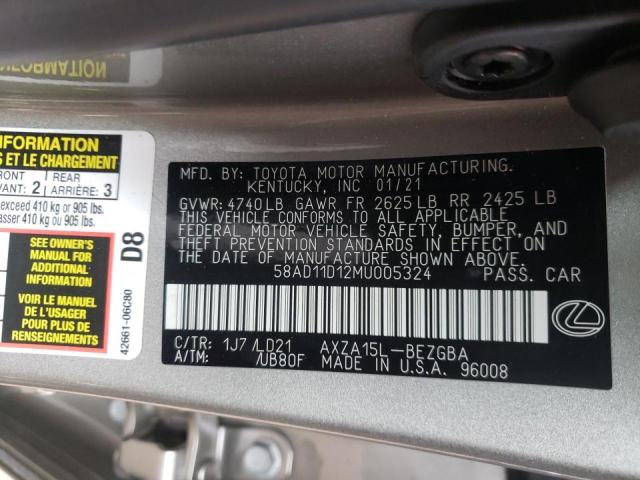 INFORMATION
INFORMATION
S ET LE CHARGEMENT
FRONT 1 REAR
VANT: 2 ARRIÈRE: 3
exceed 410 kg or 905 lbs.
asser 410 kg ou 905 lbs.
SEE OWNER'S
MANUAL FOR
ADDITIONAL
INFORMATION
VOIR LE MANUEL
DE L'USAGER
POUR PLUS DE
RENSEIGNEMENTS
D8
42661-06C80
MFD. BY: TOYOTA MOTOR MANUFACTURING.
KENTUCKY, INC 01/21
GVWR: 4740LB GAWR FR 2625LB RR 2425 LB
THIS VEHICLE CONFORMS TO ALL APPLICABLE
FEDERAL MOTOR VEHICLE SAFETY, BUMPER, AND
THEFT PREVENTION STANDARDS IN EFFECT ON
THE DATE OF MANUFACTURE SHOWN ABOVE.
58AD11D12MU005324 PASS. CAR
C/TR: 1J7 /LD21 AXZA15L-BEZGBA
A/TM: /UB80F MADE IN U.S.A. 96008